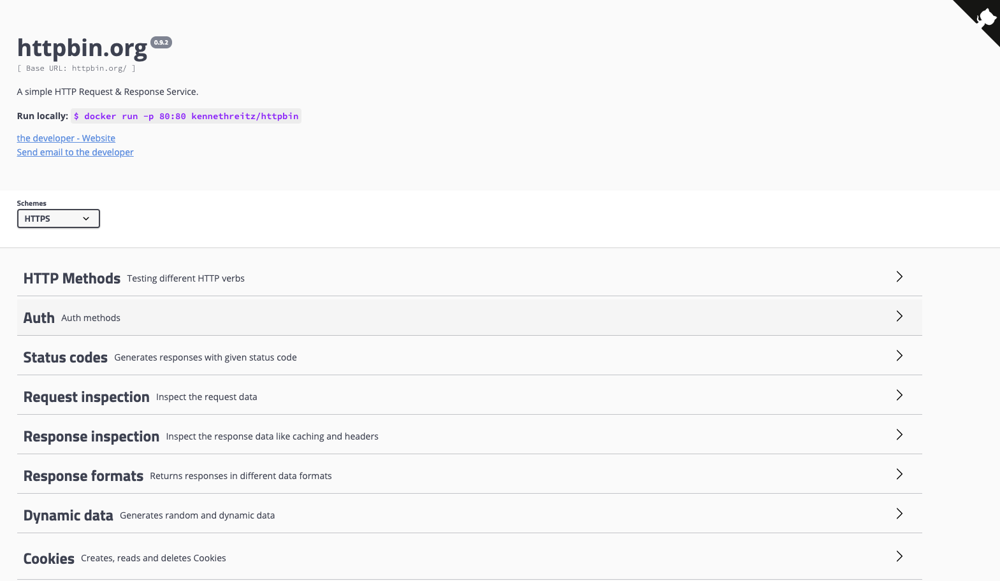 httpbin.org 0.9.2
[ Base URL: httpbin.org/ ]
A simple HTTP Request & Response Service.
Run locally: $ docker run -p 80:80 kennethreitz/httpbin
the developer - Website
Send email to the developer
Schemes
HTTPS
HTTP Methods Testing different HTTP verbs
Auth Auth methods
Status codes Generates responses with given status code
Request inspection Inspect the request data
Response inspection Inspect the response data like caching and headers
Response formats Returns responses in different data formats
Dynamic data Generates random and dynamic data
Cookies Creates, reads and deletes Cookies